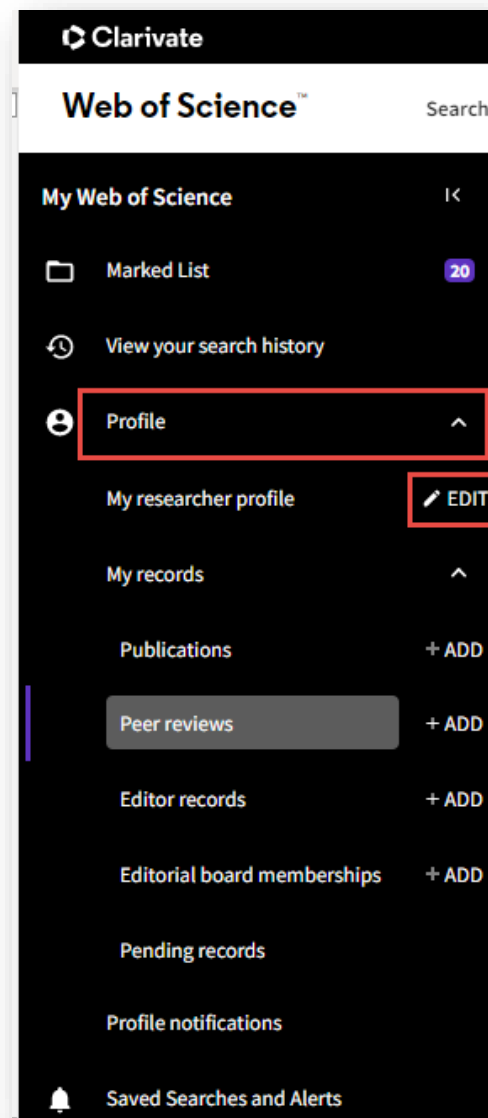 Clarivate
Web of Science™ Search
My Web of Science
Marked List 20
View your search history
Profile
My researcher profile EDIT
My records
Publications + ADD
Peer reviews + ADD
Editor records + ADD
Editorial board memberships + ADD
Pending records
Profile notifications
Saved Searches and Alerts